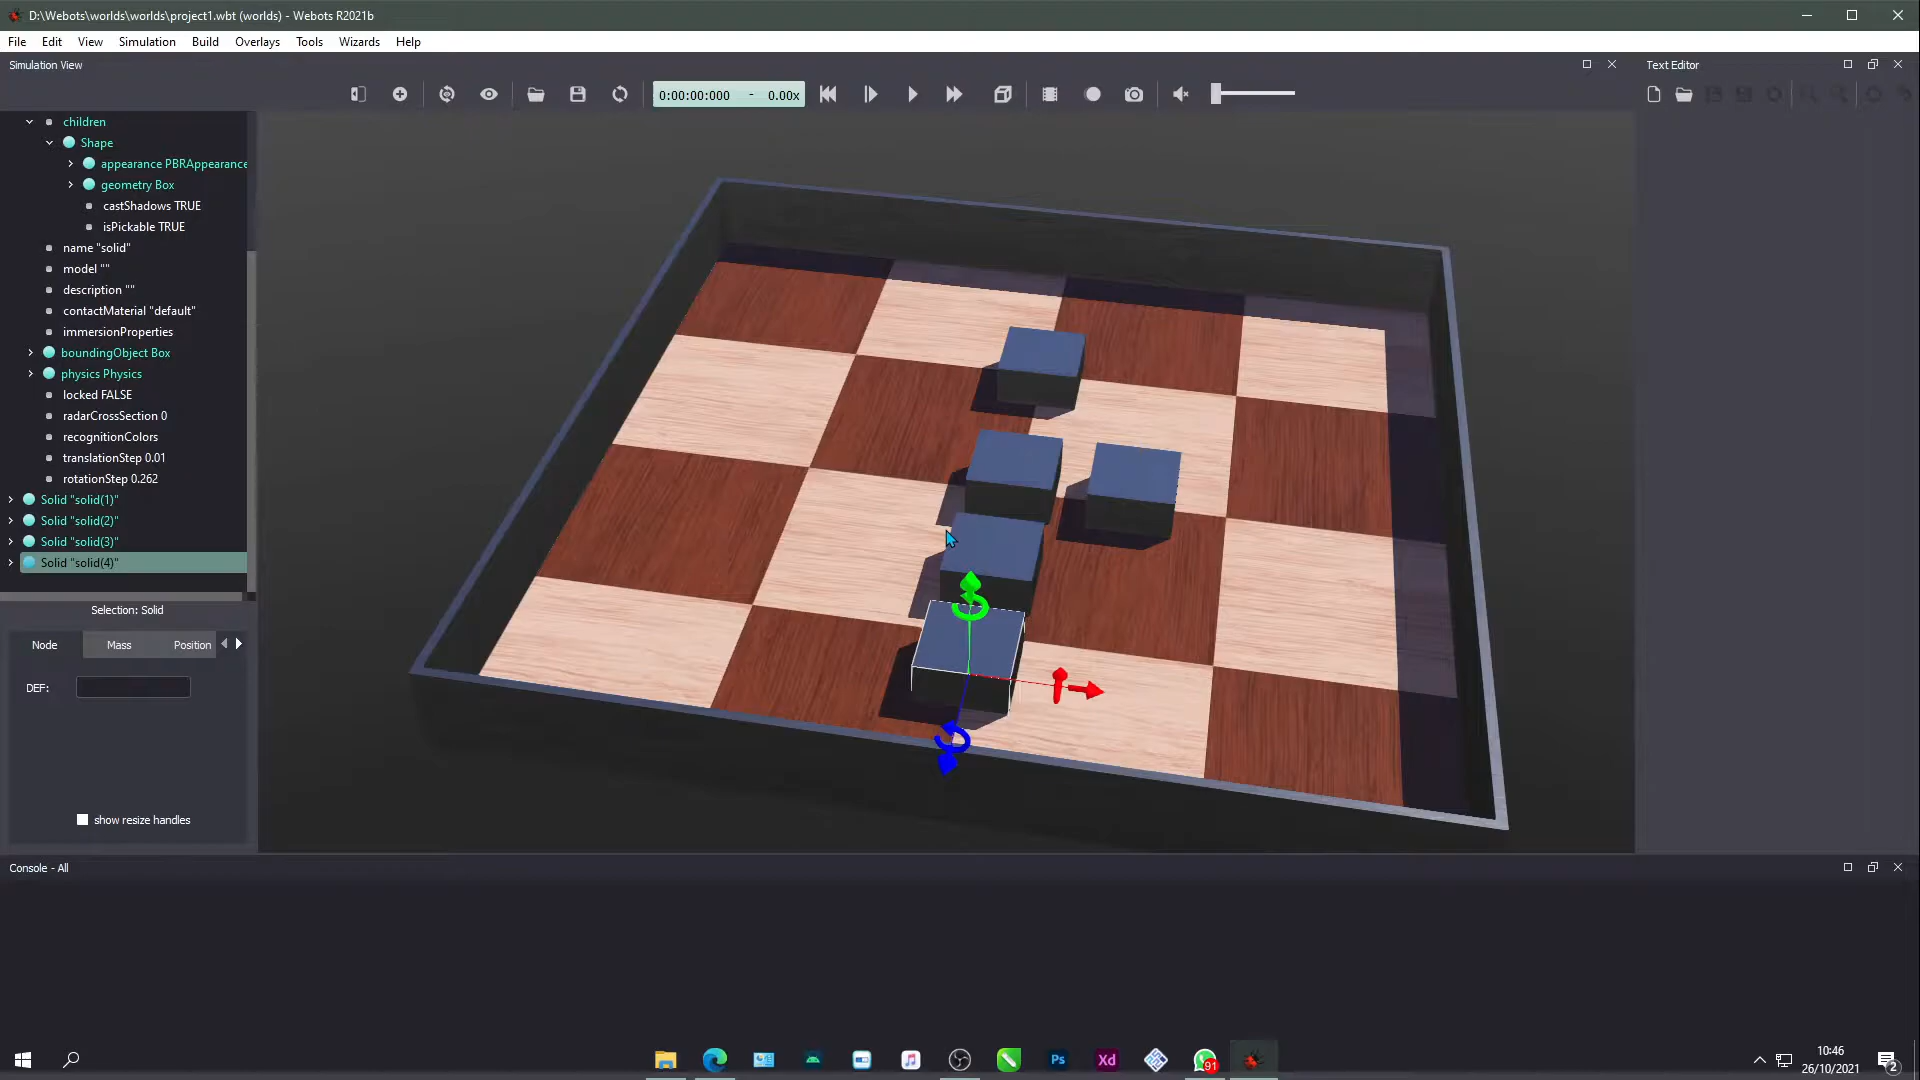 D:\Webots\worlds\worlds\project1.wbt (worlds) - Webots R2021b
File Edit View Simulation Build Overlays Tools Wizards Help
Simulation View
Text Editor
0:00:00:000 - 0.00x
children
Shape
appearance PBRAppearance
geometry Box
castShadows TRUE
isPickable TRUE
name "solid"
model ""
description ""
contactMaterial "default"
immersionProperties
boundingObject Box
physics Physics
locked FALSE
radarCrossSection 0
recognitionColors
translationStep 0.01
rotationStep 0.262
Solid "solid(1)"
Solid "solid(2)"
Solid "solid(3)"
Solid "solid(4)"
Selection: Solid
Node Mass Position
DEF:
show resize handles
Console - All
Ps
Xd
91
10:46
26/10/2021
2